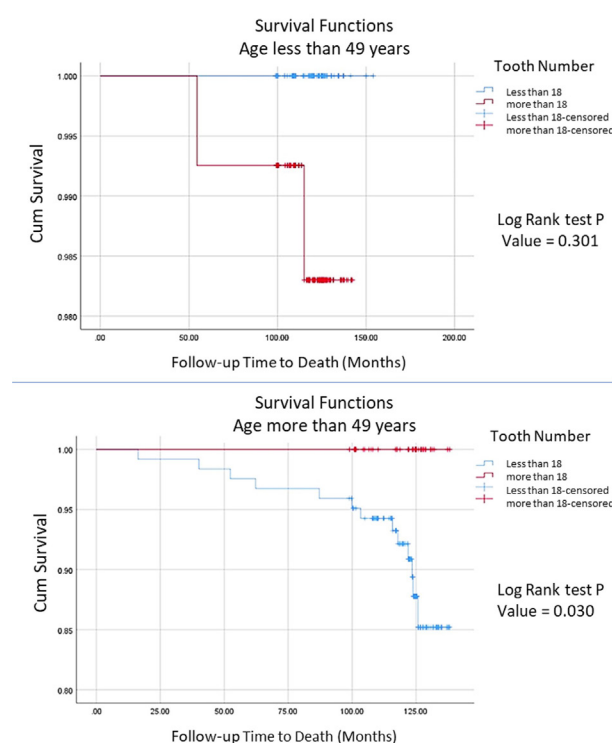 Survival Functions
Age less than 49 years
Tooth Number
Less than 18
more than 18
Less than 18-censored
more than 18-censored
Log Rank test P
Value = 0.301
Cum Survival
1.000
0.995
0.990
0.985
0.980
.00 50.00 100.00 150.00 200.00
Follow-up Time to Death (Months)
Survival Functions
Age more than 49 years
Tooth Number
Less than 18
more than 18
Less than 18-censored
more than 18-censored
Log Rank test P
Value = 0.030
Cum Survival
1.00
0.95
0.90
0.85
0.80
.00 25.00 50.00 75.00 100.00 125.00
Follow-up Time to Death (Months)